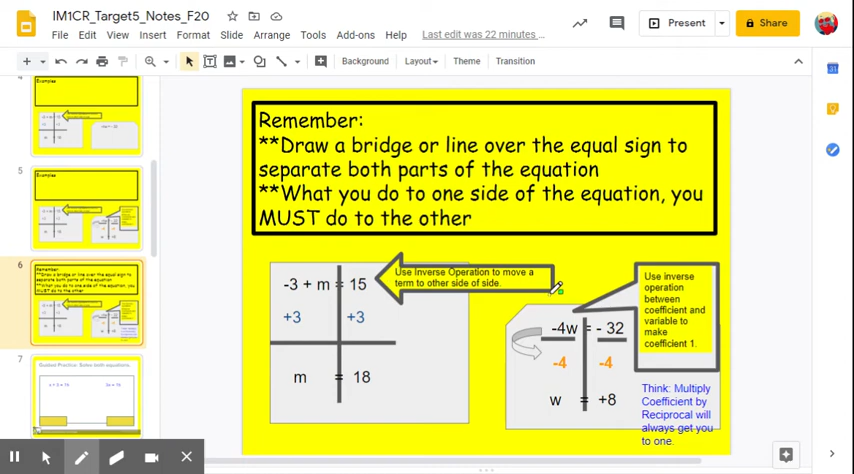 IM1CR_Target5_Notes_F20
File Edit View Insert Format Slide Arrange Tools Add-ons Help Last edit was 22 minutes ...
Present
Share
Background Layout Theme Transition
4
Examples
5
Examples
6
7
Guided Practice: Solve both equations.
Remember:
**Draw a bridge or line over the equal sign to
separate both parts of the equation
**What you do to one side of the equation, you
MUST do to the other
Use Inverse Operation to move a
term to other side of side.
-3 + m = 15
+3 +3
m = 18
Use inverse
operation
between
coefficient and
variable to
make
coefficient 1.
-4w = - 32
-4 -4
w = +8
Think: Multiply
Coefficient by
Reciprocal will
always get you
to one.